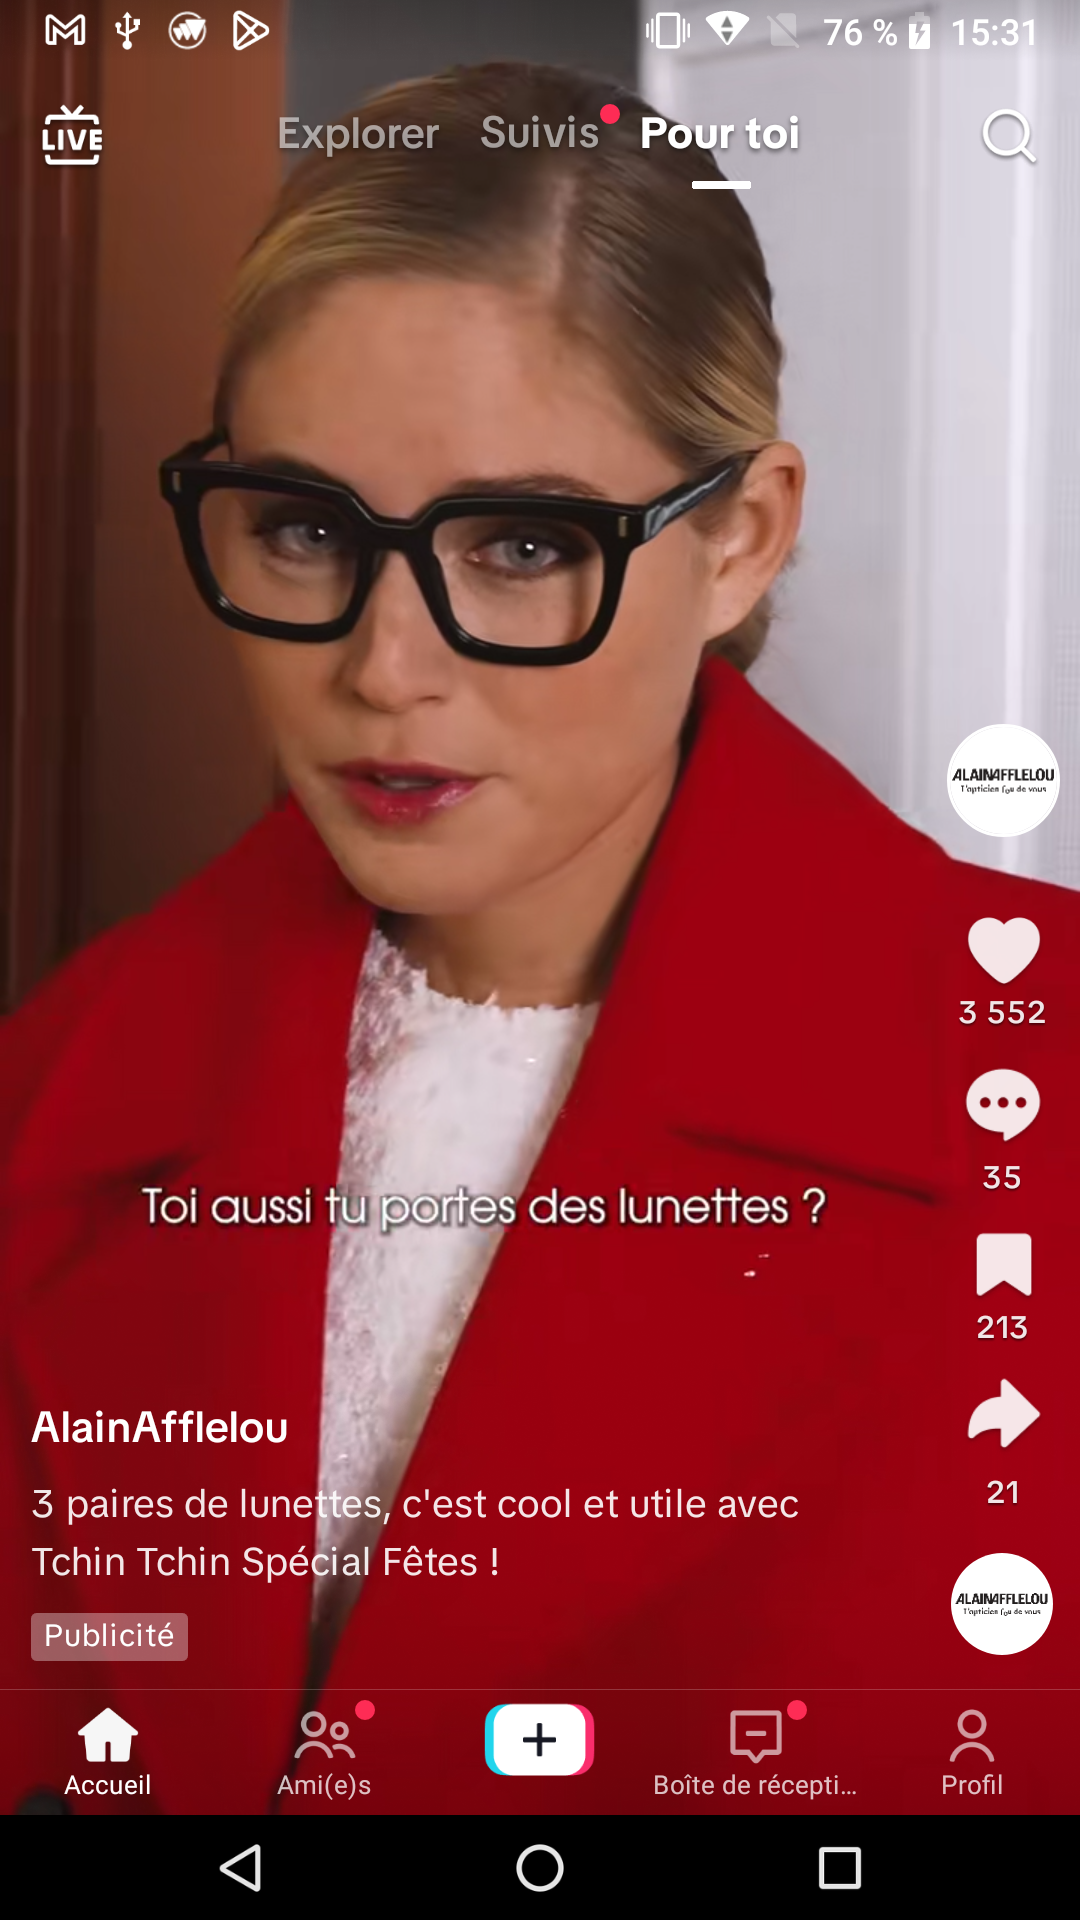 76 % 15:31
LIVE Explorer Suivis Pour toi
ALAINAFFLELOU
l'opticien fou de vous
3 552
35
Toi aussi tu portes des lunettes ?
213
AlainAfflelou
21
3 paires de lunettes, c'est cool et utile avec
Tchin Tchin Spécial Fêtes !
ALAINAFFLELOU
l'opticien fou de vous
Publicité
Accueil Ami(e)s Boîte de récepti... Profil